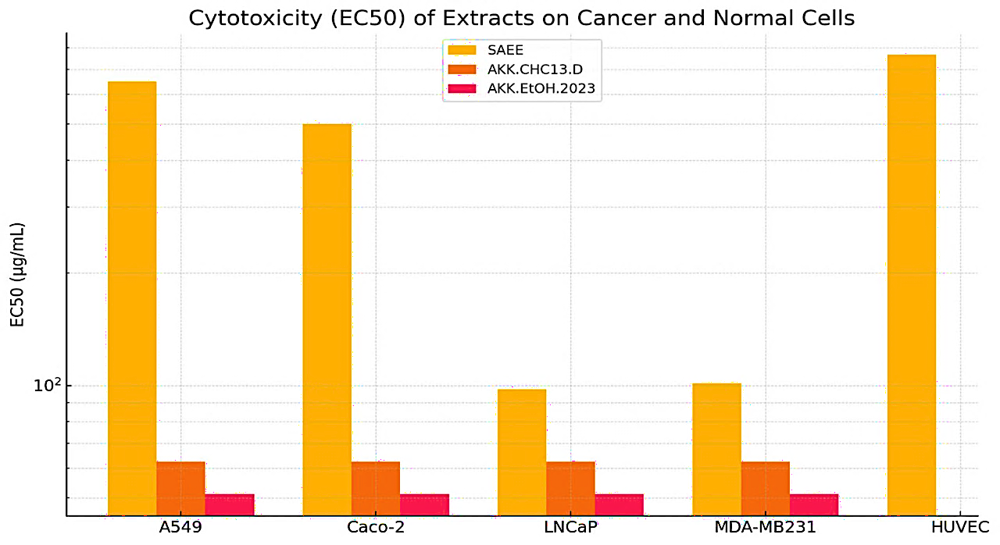 Cytotoxicity (EC50) of Extracts on Cancer and Normal Cells
SAEE
AKK.CHC13.D
AKK.EtOH.2023
EC50 (μg/mL)
10²
A549 Caco-2 LNCaP MDA-MB231 HUVEC